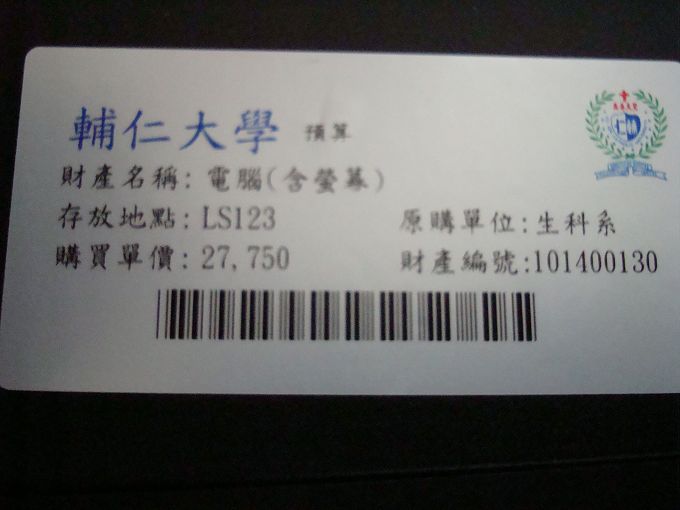 輔仁大學 預算
財產名稱: 電腦(含螢幕)
存放地點: LS123 原購單位:生科系
購買單價: 27,750 財產編號:101400130